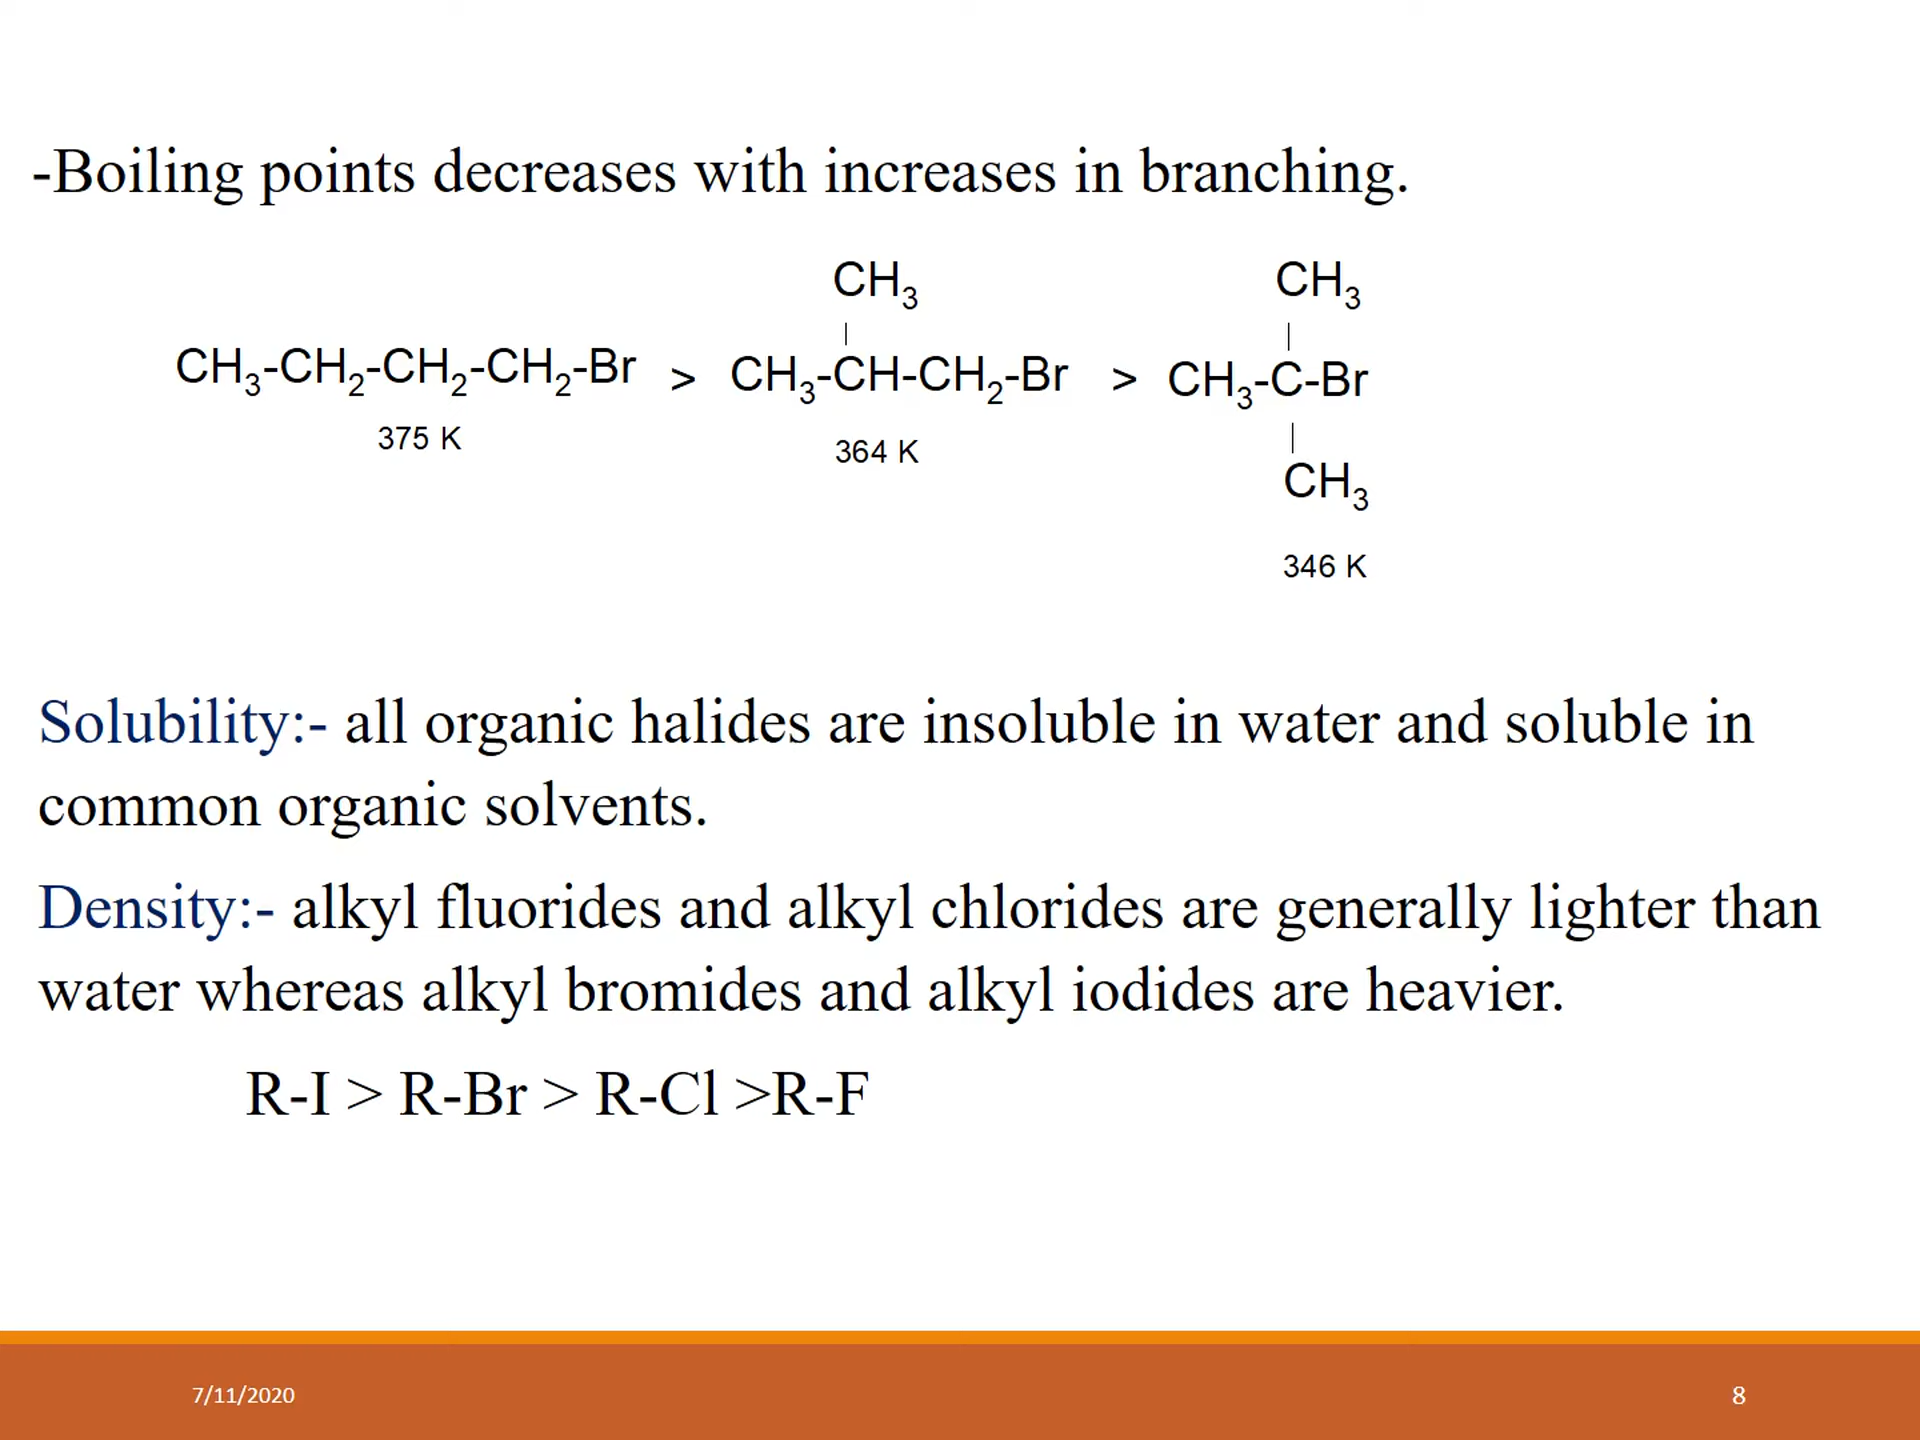 -Boiling points decreases with increases in branching.
CH3 CH3
CH3-CH2-CH2-CH2-Br > CH3-CH-CH2-Br > CH3-C-Br
375 K 364 K
CH3
346 K
Solubility:- all organic halides are insoluble in water and soluble in
common organic solvents.
Density:- alkyl fluorides and alkyl chlorides are generally lighter than
water whereas alkyl bromides and alkyl iodides are heavier.
R-I > R-Br > R-Cl >R-F
7/11/2020 8